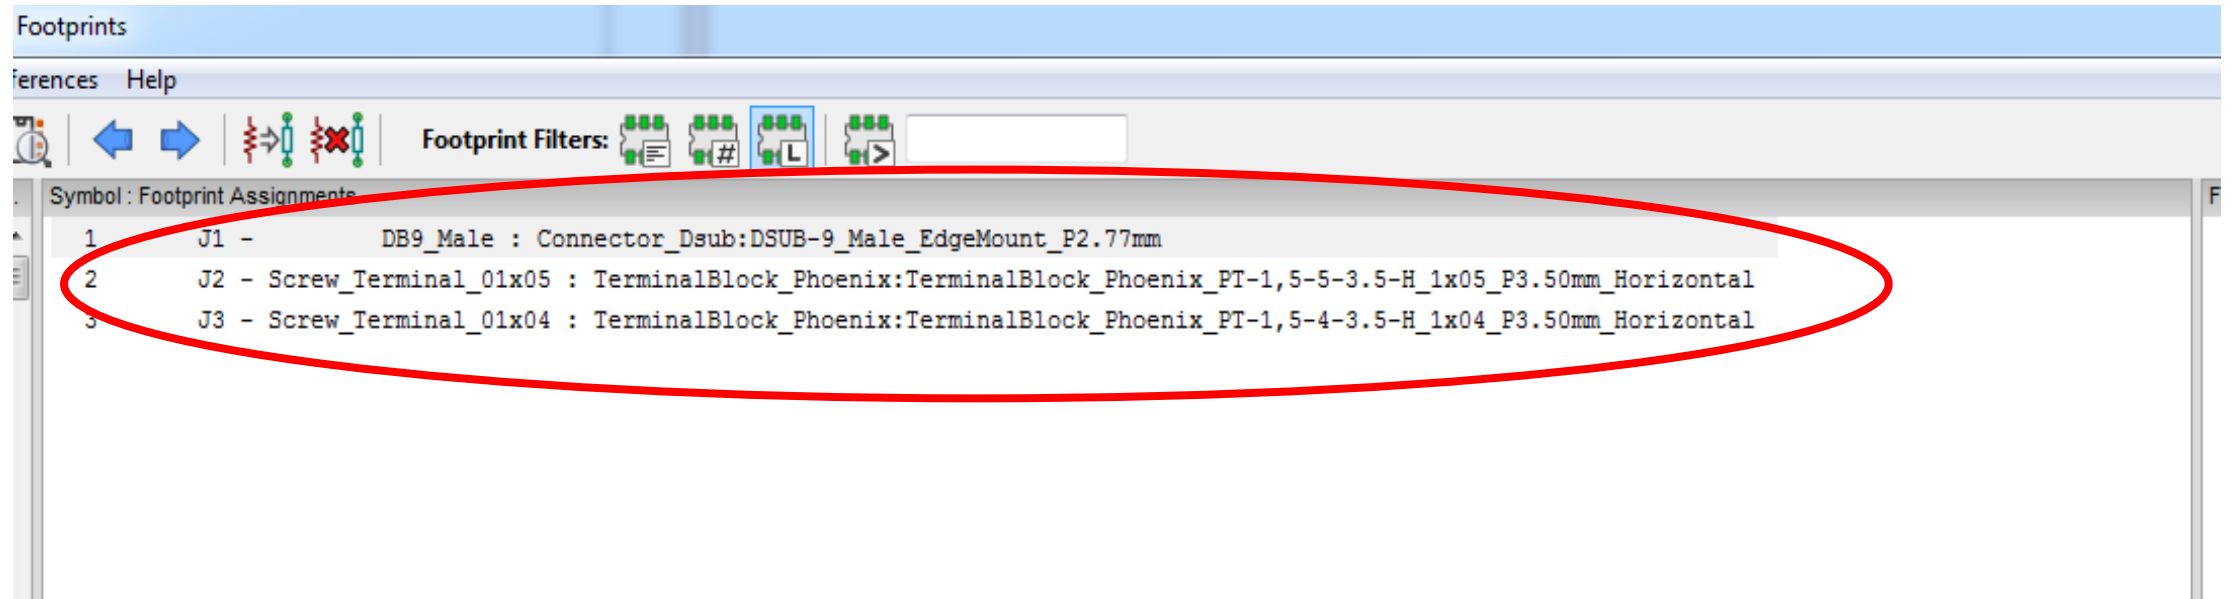 Footprints
ferences Help
Footprint Filters:
# L >
Symbol : Footprint Assignments
1 J1 - DB9_Male : Connector_Dsub:DSUB-9_Male_EdgeMount_P2.77mm
2 J2 - Screw_Terminal_01x05 : TerminalBlock_Phoenix:TerminalBlock_Phoenix_PT-1,5-5-3.5-H_1x05_P3.50mm_Horizontal
3 J3 - Screw_Terminal_01x04 : TerminalBlock_Phoenix:TerminalBlock_Phoenix_PT-1,5-4-3.5-H_1x04_P3.50mm_Horizontal
F